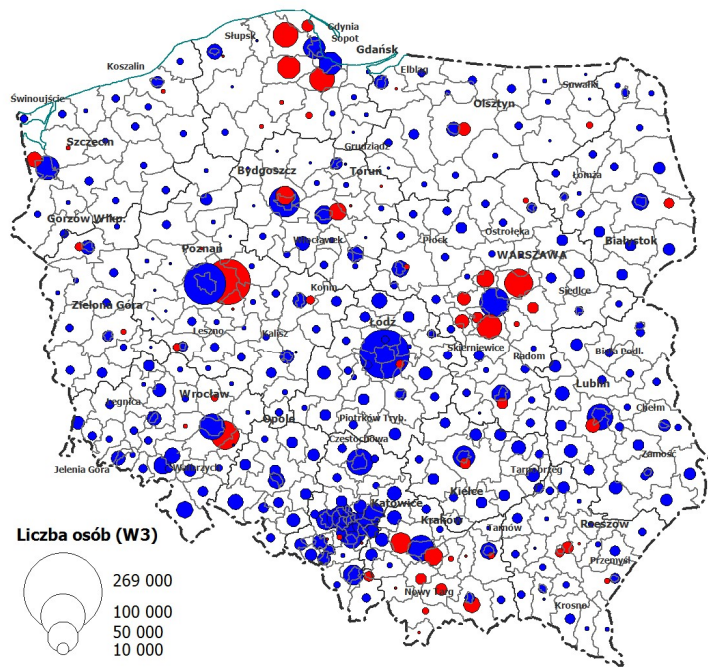 Gdynia
Słupsk
Sopot
Gdańsk
Koszalin
Elbląg
Suwałki
Świnoujście
Olsztyn
Szczecin
Grudziądz
Bydgoszcz
Toruń
Łomża
Gorzów Wlkp.
Ostrołęka
Włocławek
Płock
Białystok
Poznań
WARSZAWA
Konin
Siedlce
Zielona Góra
Łódź
Leszno
Kalisz
Skierniewice
Radom
Biała Podl.
Legnica
Wrocław
Lublin
Opole
Piotrków Tryb.
Chełm
Częstochowa
Jelenia Góra
Wałbrzych
Tarnobrzeg
Zamość
Kielce
Katowice
Kraków
Tarnów
Rzeszów
Przemyśl
Nowy Targ
Krosno
Liczba osób (W3)
269 000
100 000
50 000
10 000